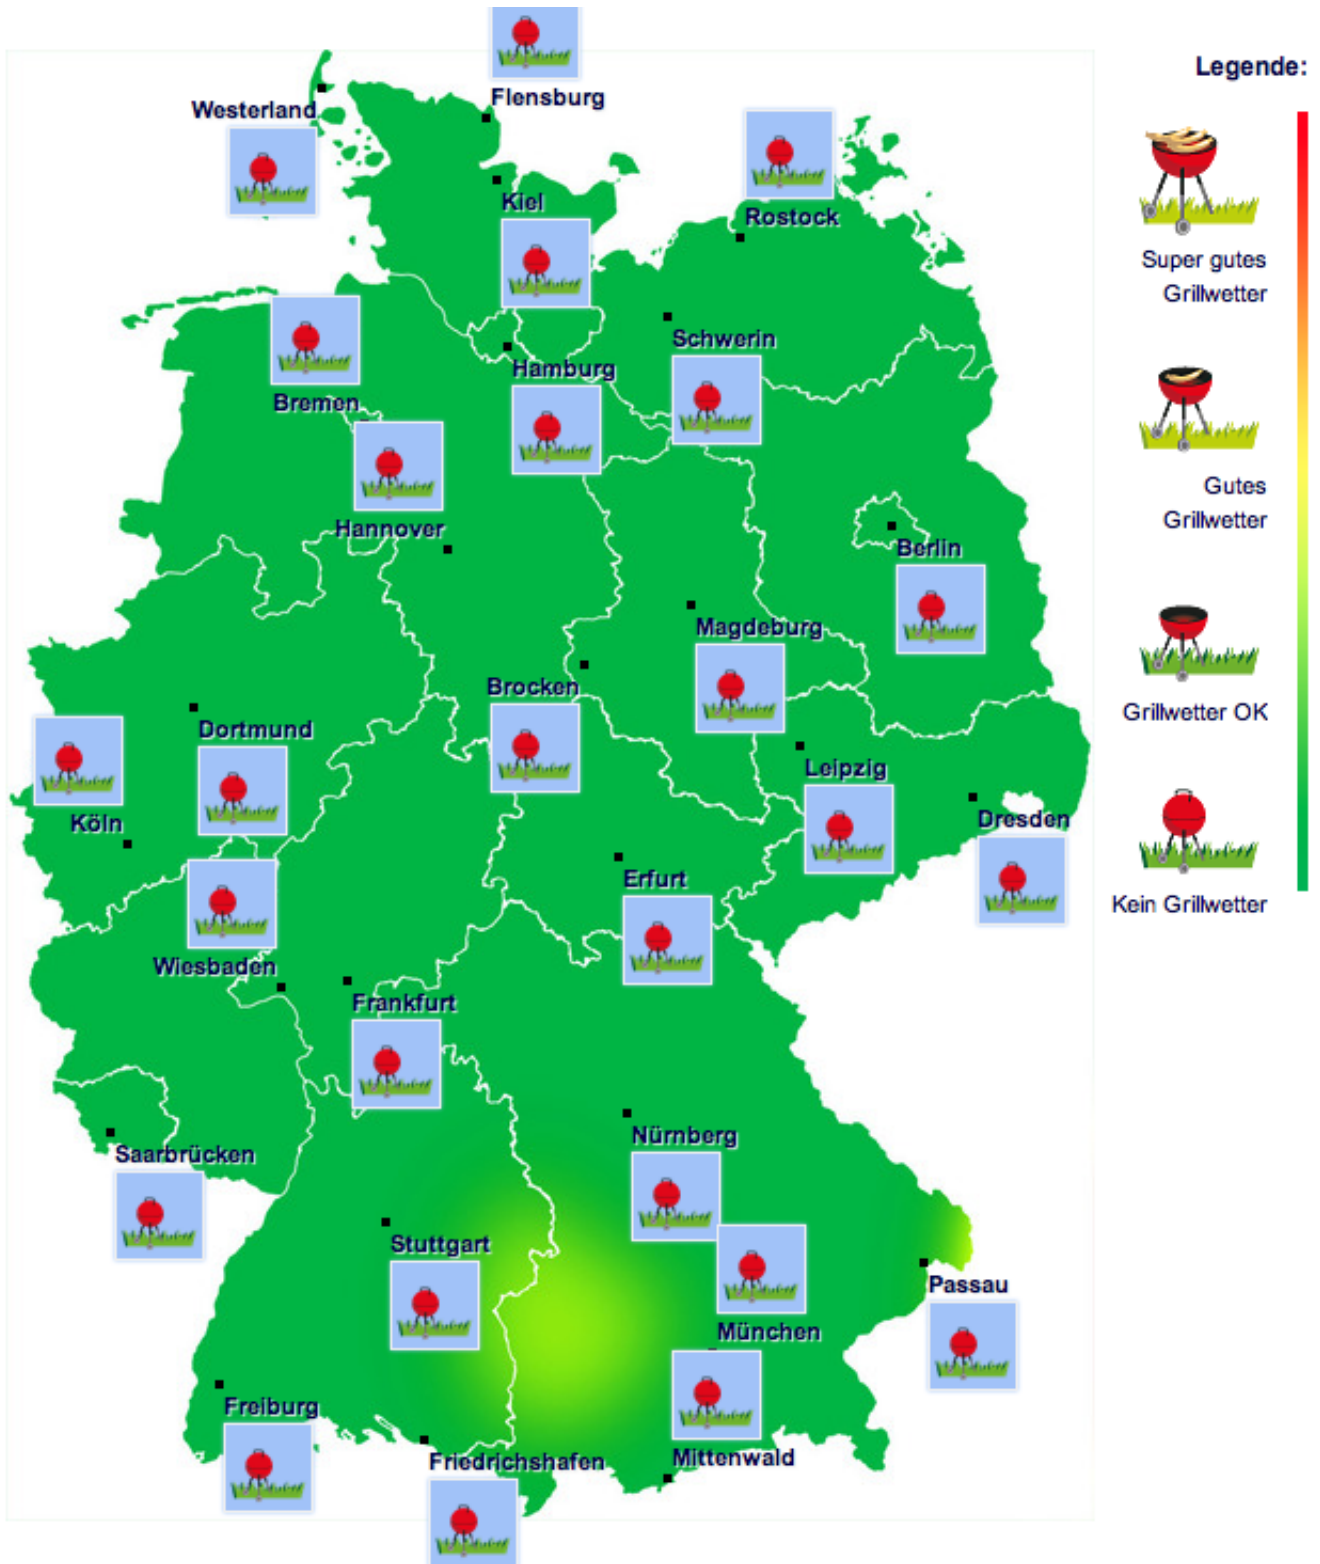 Flensburg
Westerland
Rostock
Kiel
Schwerin
Hamburg
Bremen
Hannover
Berlin
Magdeburg
Brocken
Dortmund
Leipzig
Köln
Dresden
Erfurt
Wiesbaden
Frankfurt
Nürnberg
Saarbrücken
Stuttgart
Passau
München
Freiburg
Mittenwald
Friedrichshafen
Legende:
Super gutes
Grillwetter
Gutes
Grillwetter
Grillwetter OK
Kein Grillwetter